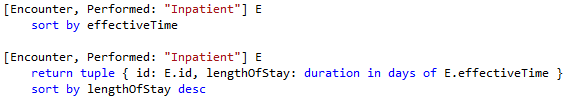 [Encounter, Performed: "Inpatient"] E
sort by effectiveTime
[Encounter, Performed: "Inpatient"] E
return tuple { id: E.id, lengthOfStay: duration in days of E.effectiveTime }
sort by lengthOfStay desc